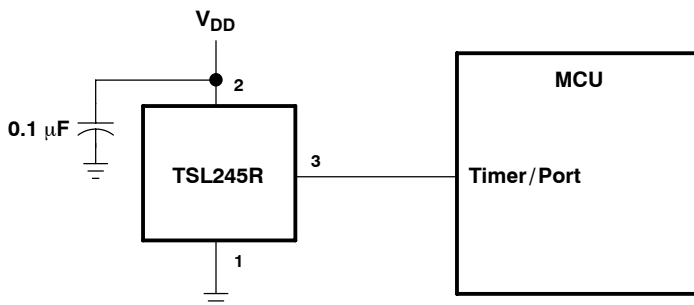 VDD
2
MCU
0.1 μF
TSL245R
3
Timer/Port
1